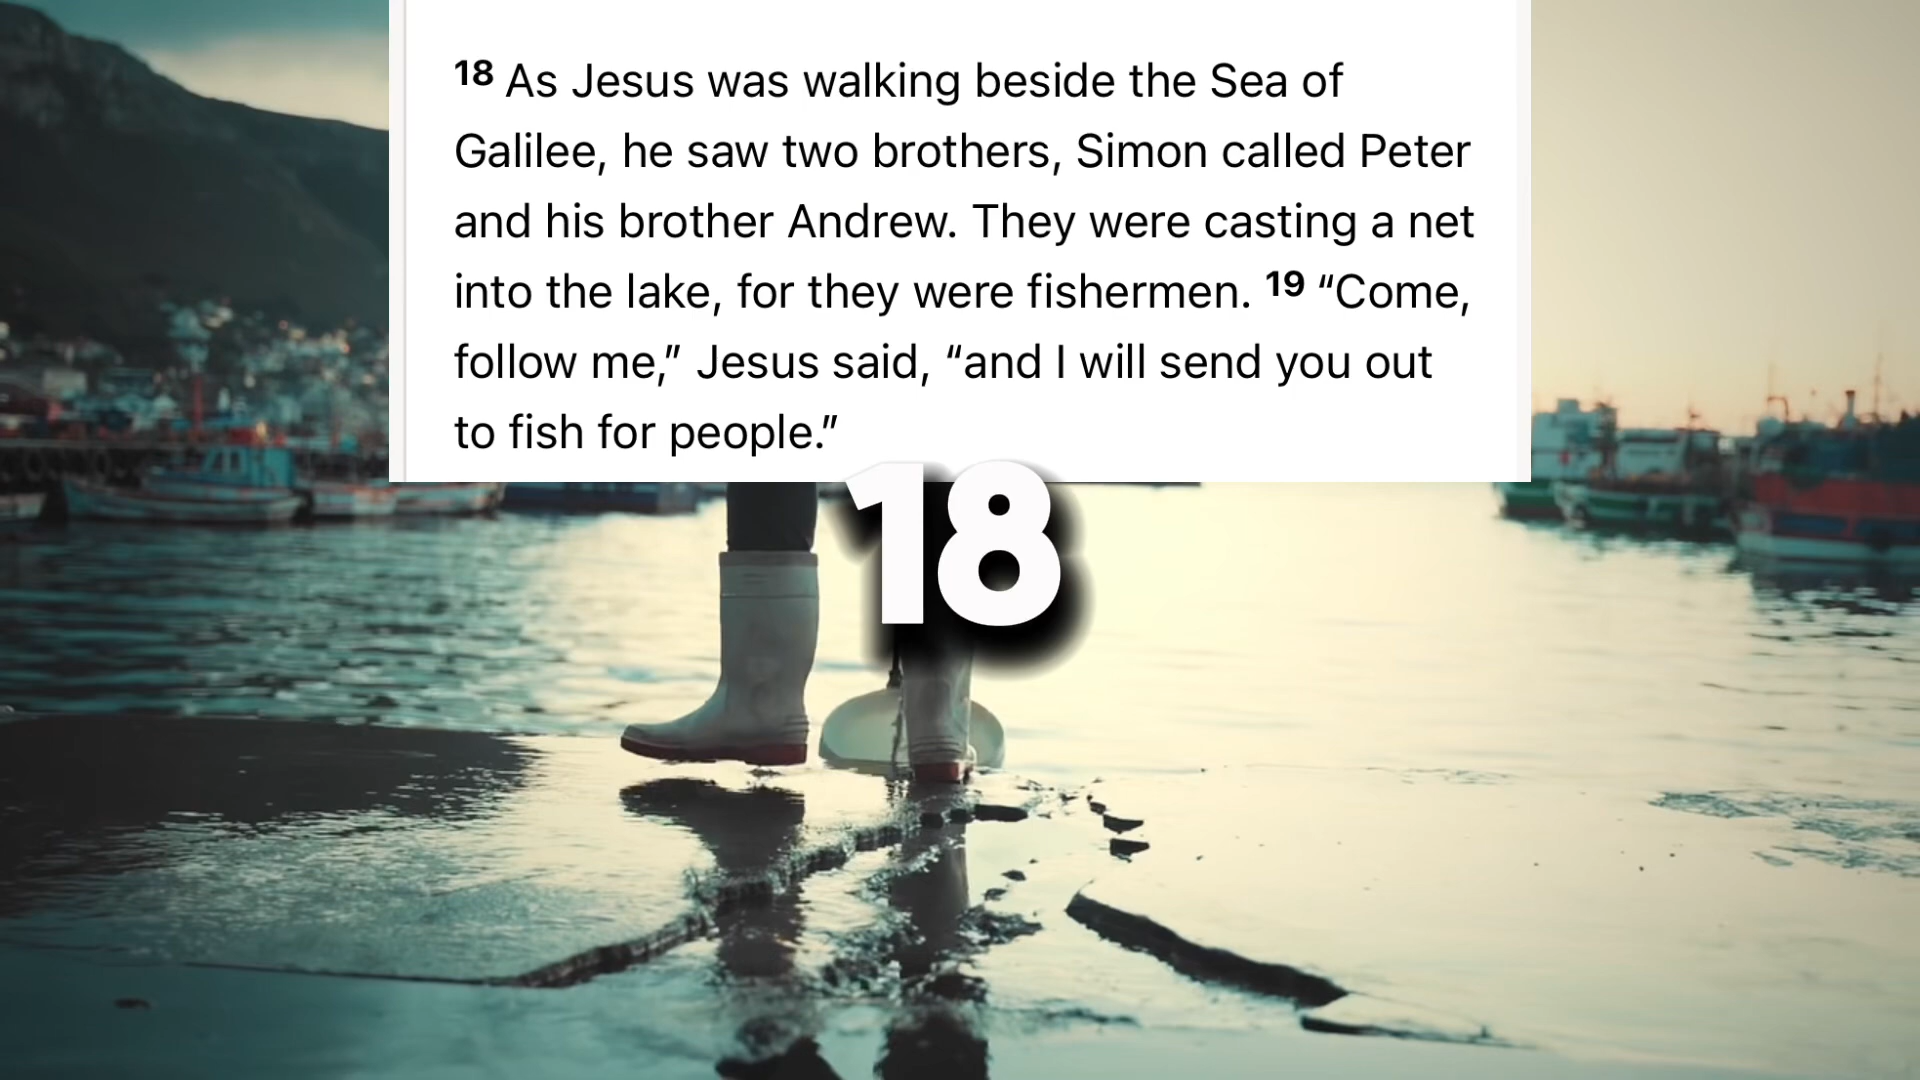 18 As Jesus was walking beside the Sea of
Galilee, he saw two brothers, Simon called Peter
and his brother Andrew. They were casting a net
into the lake, for they were fishermen. 19 “Come,
follow me,” Jesus said, “and I will send you out
to fish for people.”
18